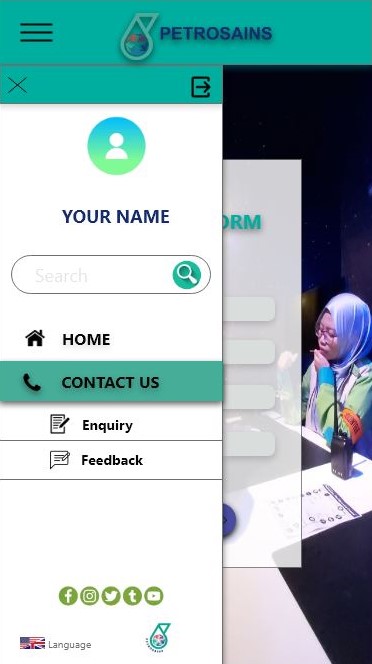 PETROSAINS
ORM
YOUR NAME
Search
HOME
CONTACT US
Enquiry
Feedback
Language